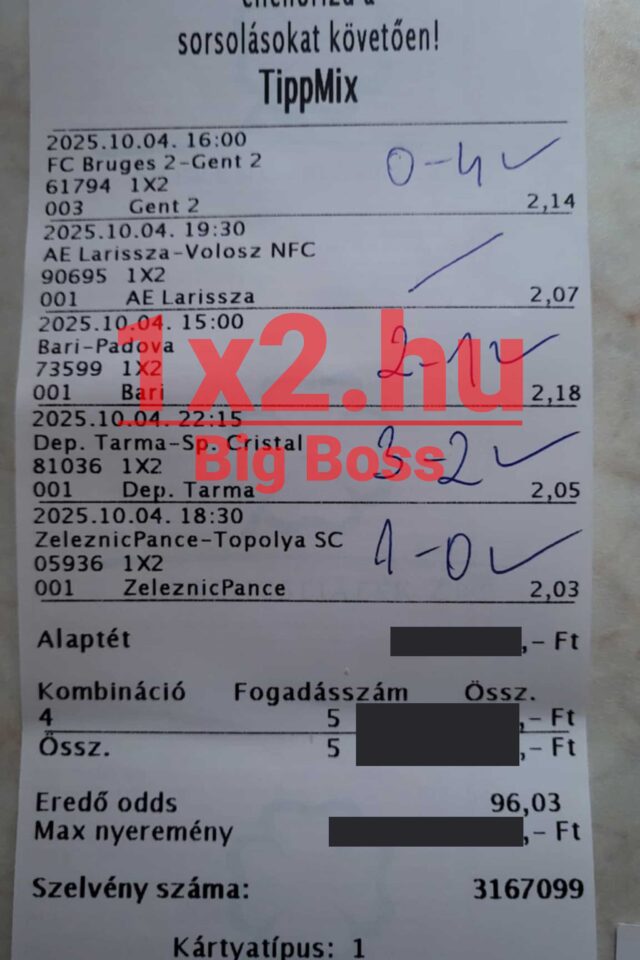 sorsolásokat követően!
TippMix
2025.10.04. 16:00
FC Bruges 2-Gent 2
0-4 ✓
61794 1X2
003 Gent 2 2,14
2025.10.04. 19:30
AE Larissza-Volosz NFC
90695 1X2
001 AE Larissza 2,07
2025.10.04. 15:00
Bari-Padova
2-1 ✓
73599 1X2
001 Bari 2,18
1x2.hu
Big Boss
2025.10.04. 22:15
Dep. Tarma-Sp. Cristal
3-2 ✓
81036 1X2
001 Dep. Tarma 2,05
2025.10.04. 18:30
ZeleznicPance-Topolya SC
1-0 ✓
05936 1X2
001 ZeleznicPance 2,03
Alaptét ,- Ft
Kombináció Fogadásszám Össz.
4 5 ,- Ft
Össz. 5 ,- Ft
Eredő odds 96,03
Max nyeremény ,- Ft
Szelvény száma: 3167099
Kártyatípus: 1